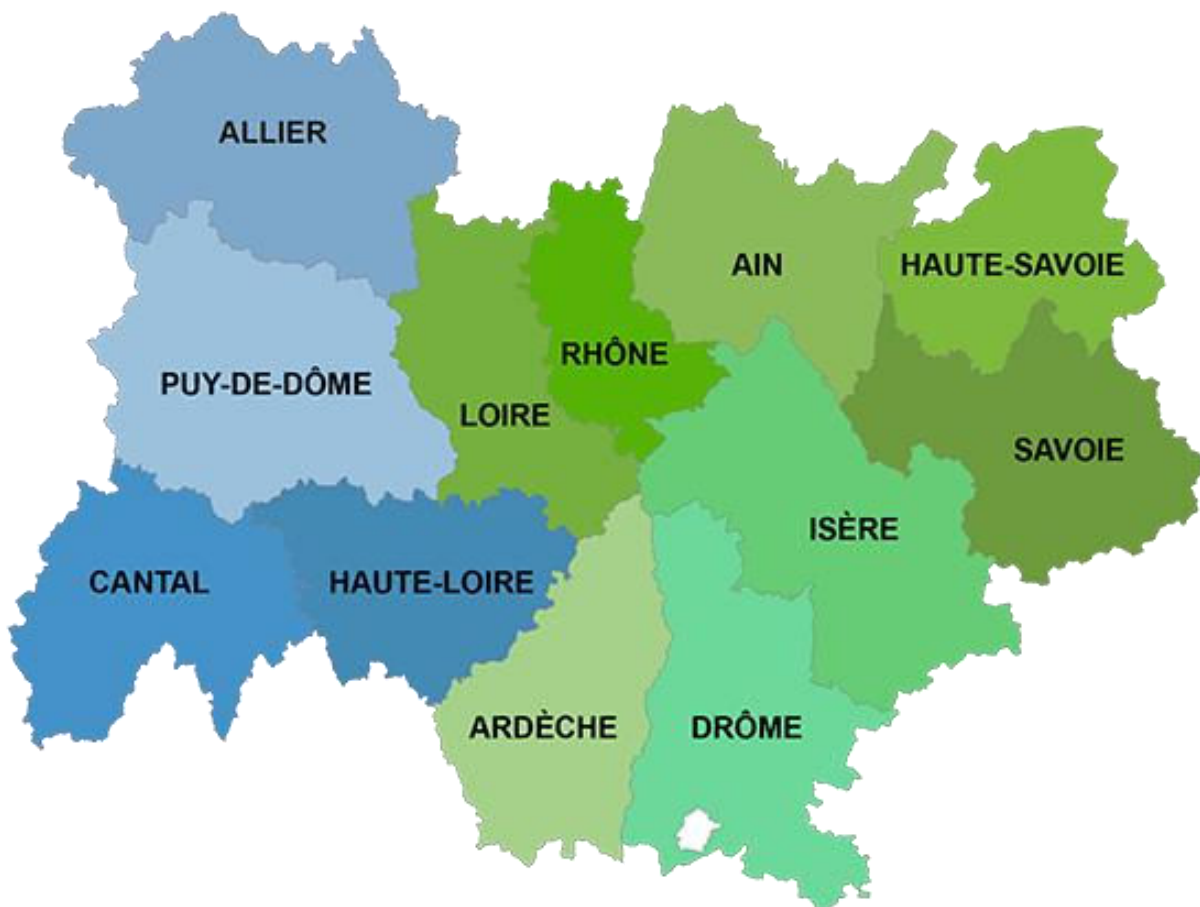 ALLIER
AIN
HAUTE-SAVOIE
RHÔNE
PUY-DE-DÔME
LOIRE
SAVOIE
ISÈRE
CANTAL
HAUTE-LOIRE
ARDÈCHE
DRÔME